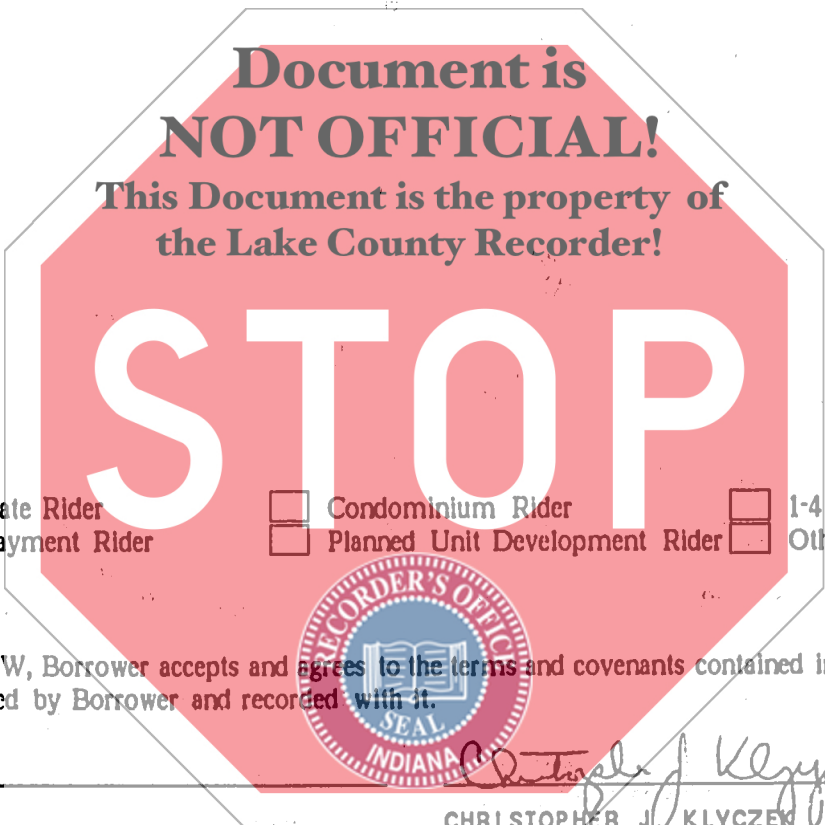 Document is
NOT OFFICIAL!
This Document is the property of
the Lake County Recorder!
STOP
ate Rider Condominium Rider 1-4
ayment Rider Planned Unit Development Rider Oth
RECORDER'S OFFICE
W, Borrower accepts and agrees to the terms and covenants contained in
ed by Borrower and recorded with it.
SEAL
INDIANA
Christopher J Klyc
CHRISTOPHER J KLYCZEK